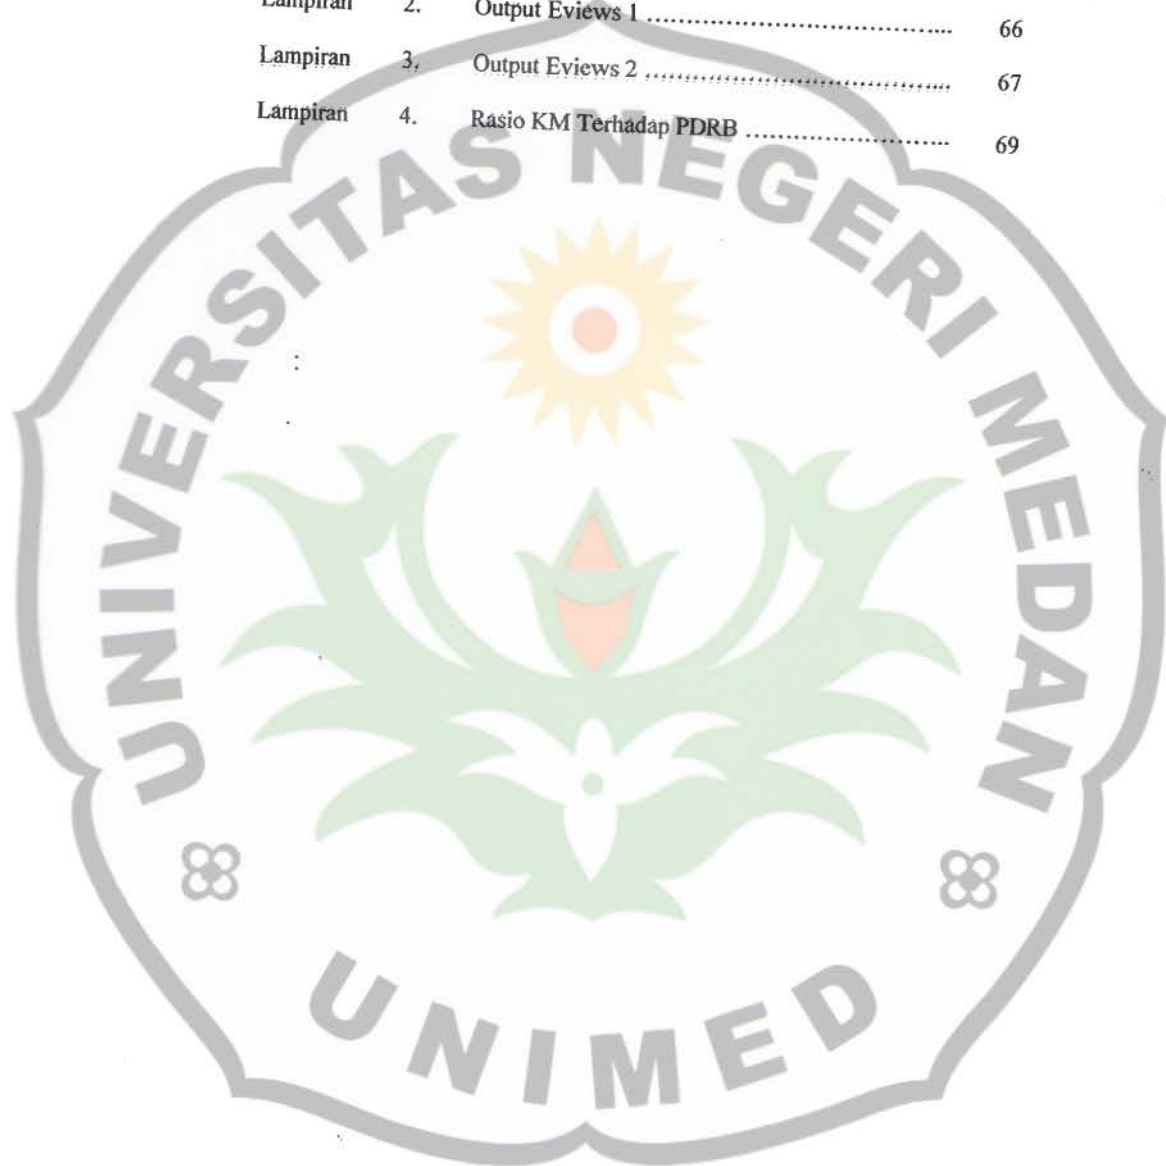 Lampiran 2. Output Eviews 1 ........................................ 66
Lampiran 3. Output Eviews 2 ........................................ 67
Lampiran 4. Rasio KM Terhadap PDRB .......................... 69
UNIVERSITAS NEGERI MEDAN
UNIMED